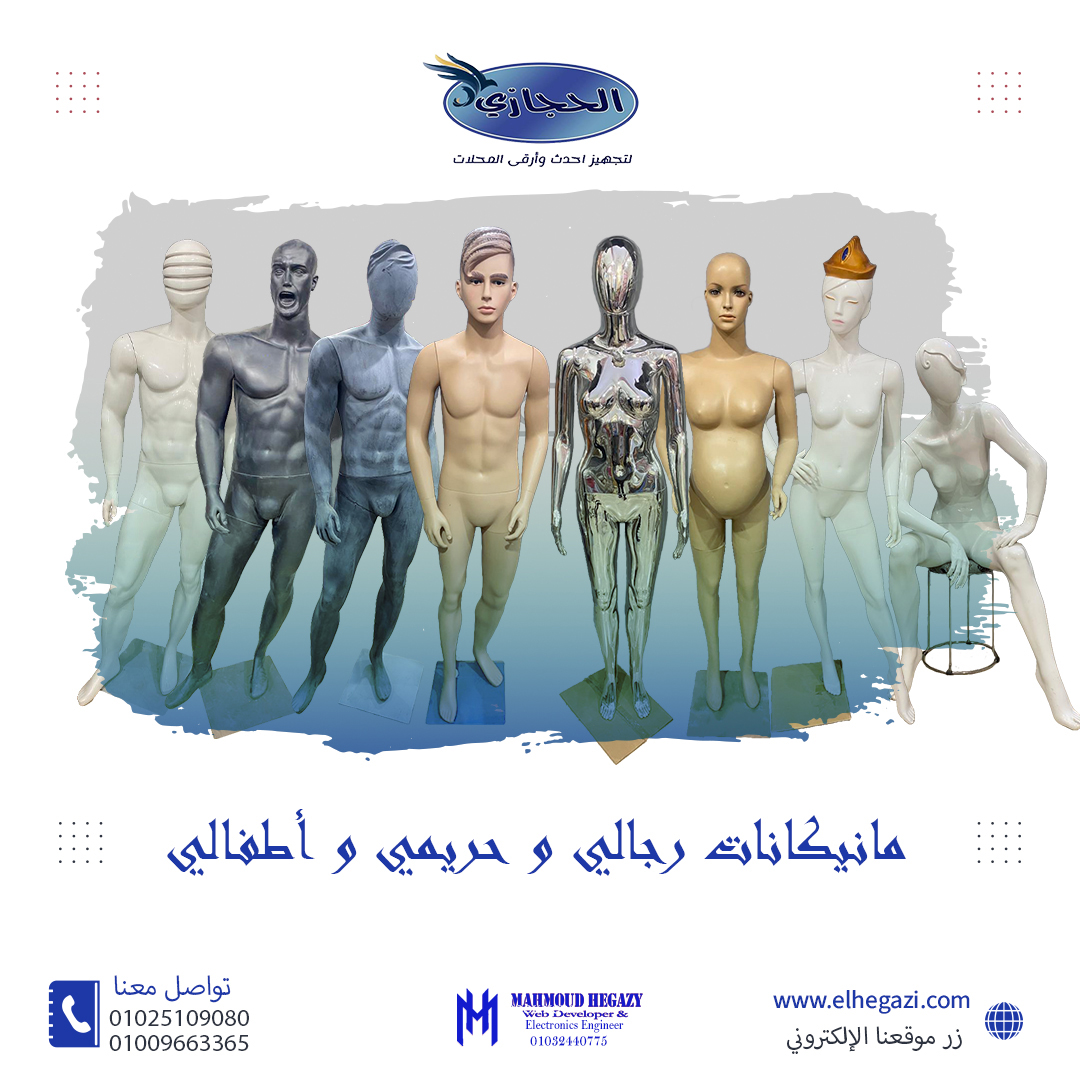 الحجازي
لتجهيز احدث وأرقى المحلات
مانيكانات رجالي و حريمي و أطفالي
تواصل معنا
01025109080
01009663365
MAHMOUD HEGAZY
Web Developer &
Electronics Engineer
01032440775
www.elhegazi.com
زر موقعنا الإلكتروني